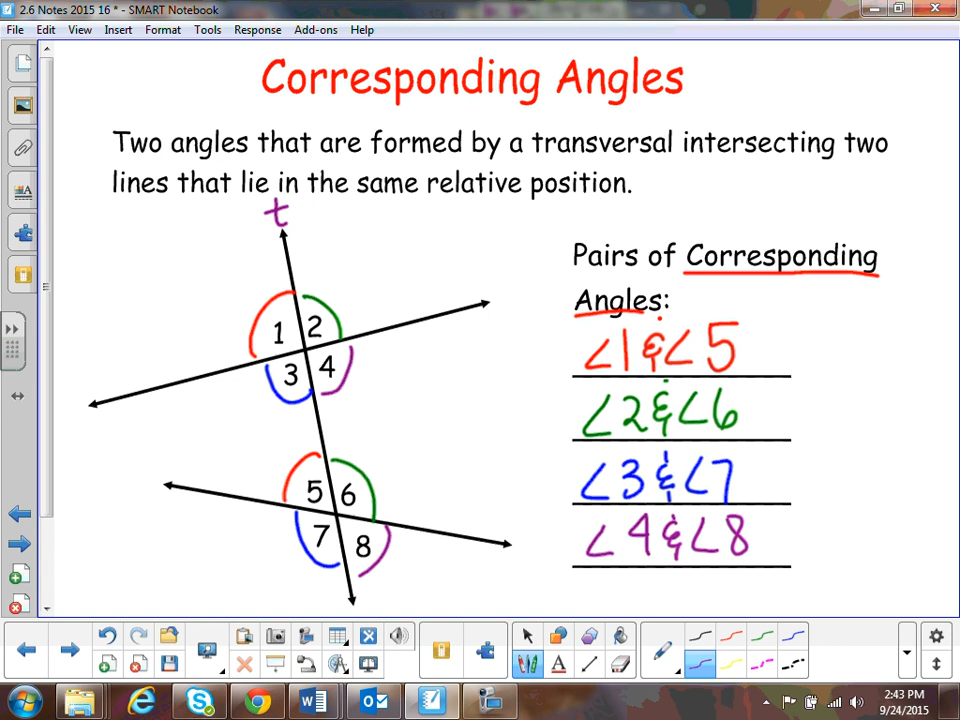 2.6 Notes 2015 16 * - SMART Notebook
File Edit View Insert Format Tools Response Add-ons Help
Corresponding Angles
Two angles that are formed by a transversal intersecting two
lines that lie in the same relative position.
t
Pairs of Corresponding
Angles:
1 2
3 4
5 6
7 8
∠1 & ∠5
∠2 & ∠6
∠3 & ∠7
∠4 & ∠8
2:43 PM
9/24/2015